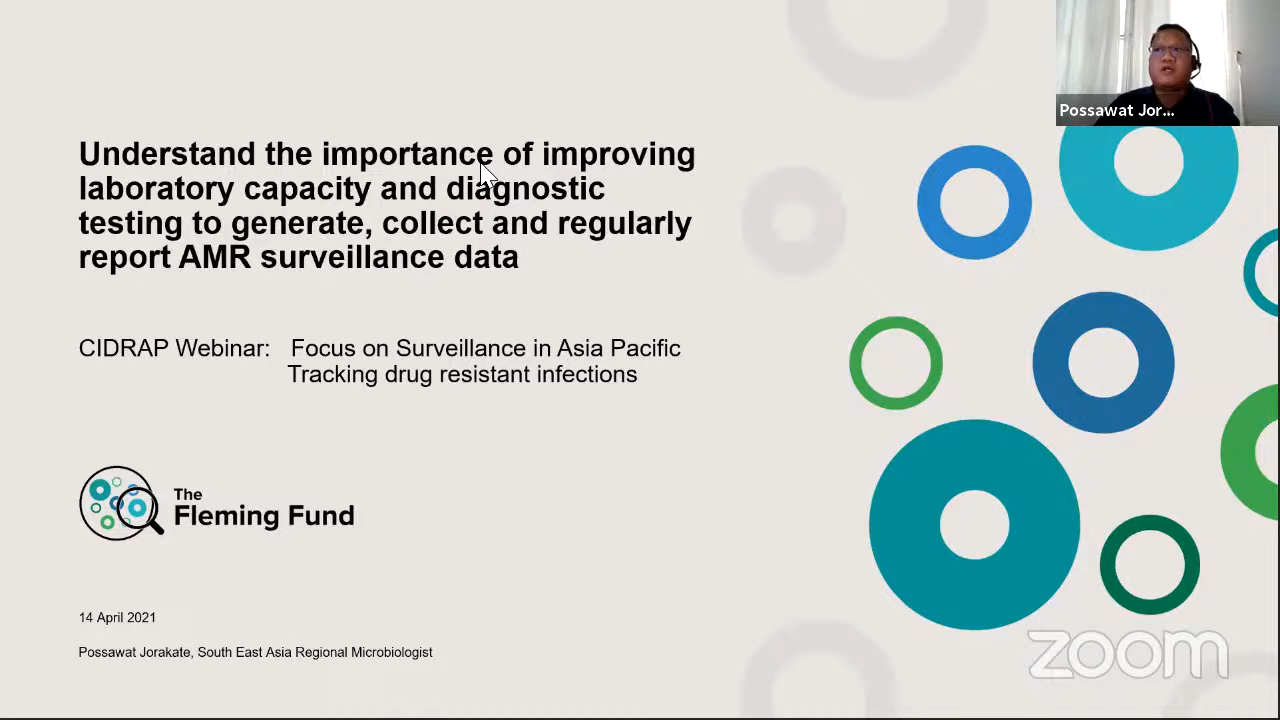 Understand the importance of improving
laboratory capacity and diagnostic
testing to generate, collect and regularly
report AMR surveillance data
CIDRAP Webinar: Focus on Surveillance in Asia Pacific
Tracking drug resistant infections
The
Fleming Fund
14 April 2021
Possawat Jorakate, South East Asia Regional Microbiologist
Possawat Jor...
zoom